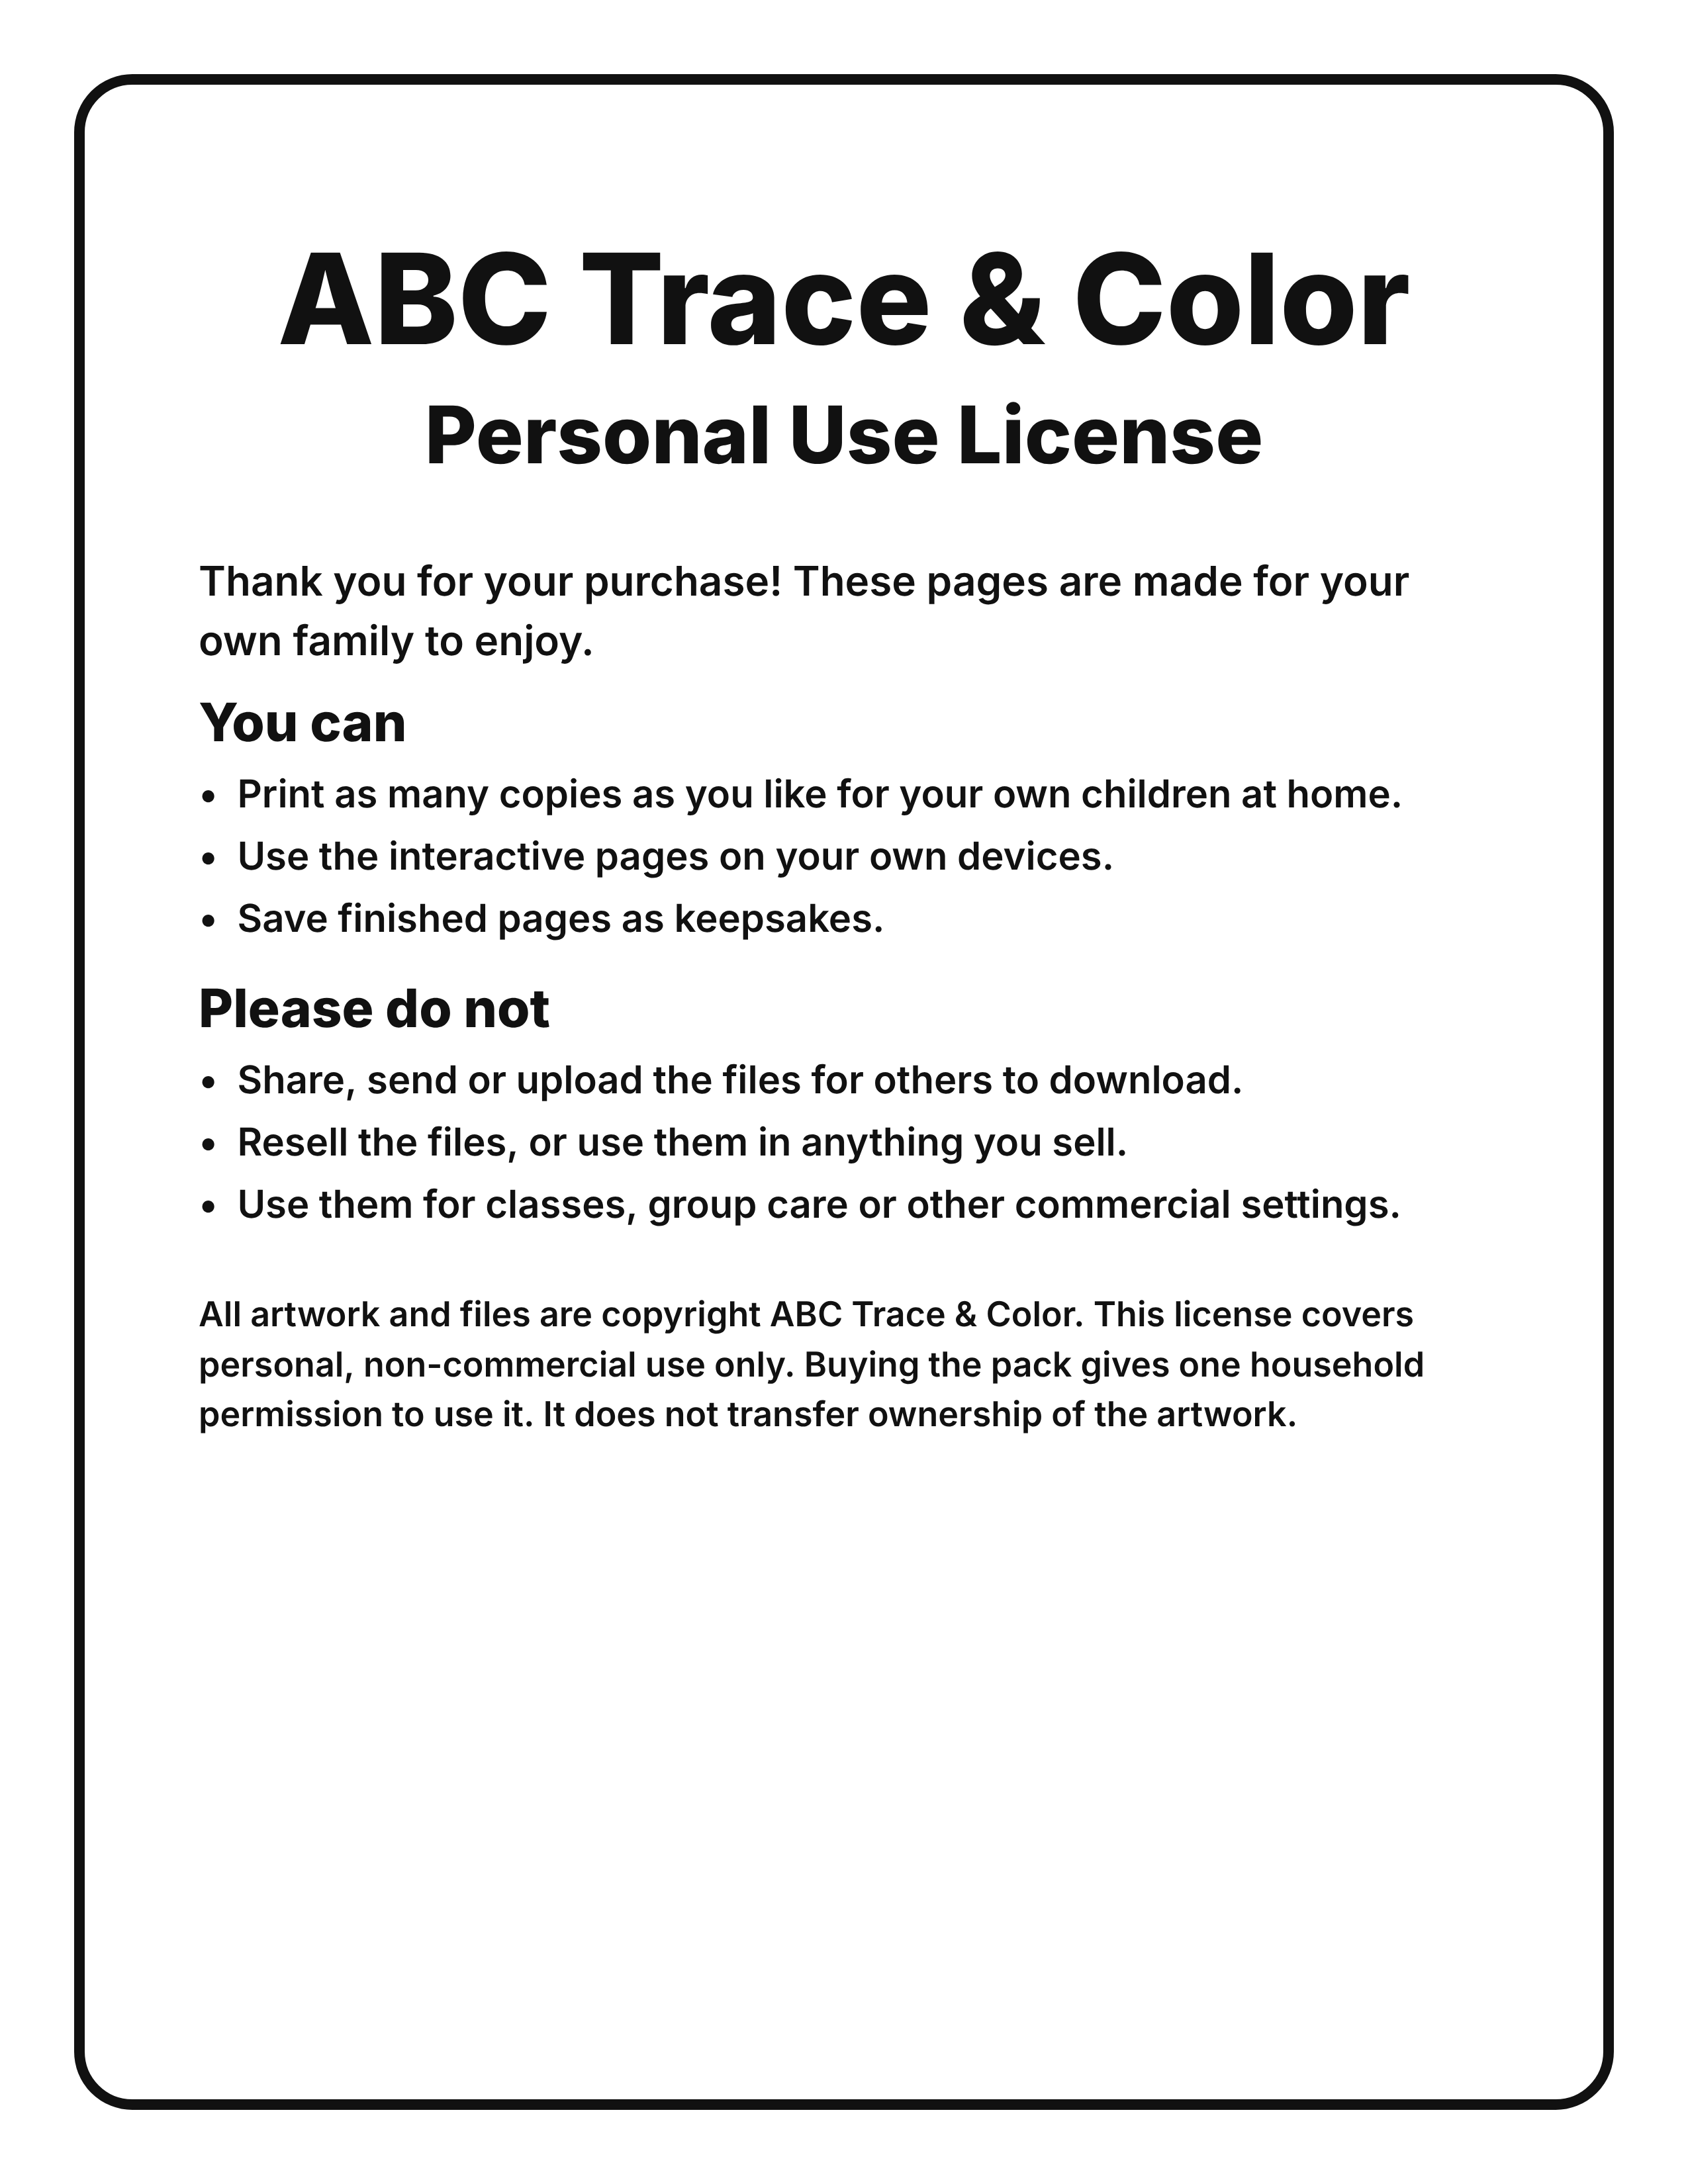 ABC Trace & Color
Personal Use License
Thank you for your purchase! These pages are made for your
own family to enjoy.
You can
• Print as many copies as you like for your own children at home.
• Use the interactive pages on your own devices.
• Save finished pages as keepsakes.
Please do not
• Share, send or upload the files for others to download.
• Resell the files, or use them in anything you sell.
• Use them for classes, group care or other commercial settings.
All artwork and files are copyright ABC Trace & Color. This license covers
personal, non-commercial use only. Buying the pack gives one household
permission to use it. It does not transfer ownership of the artwork.